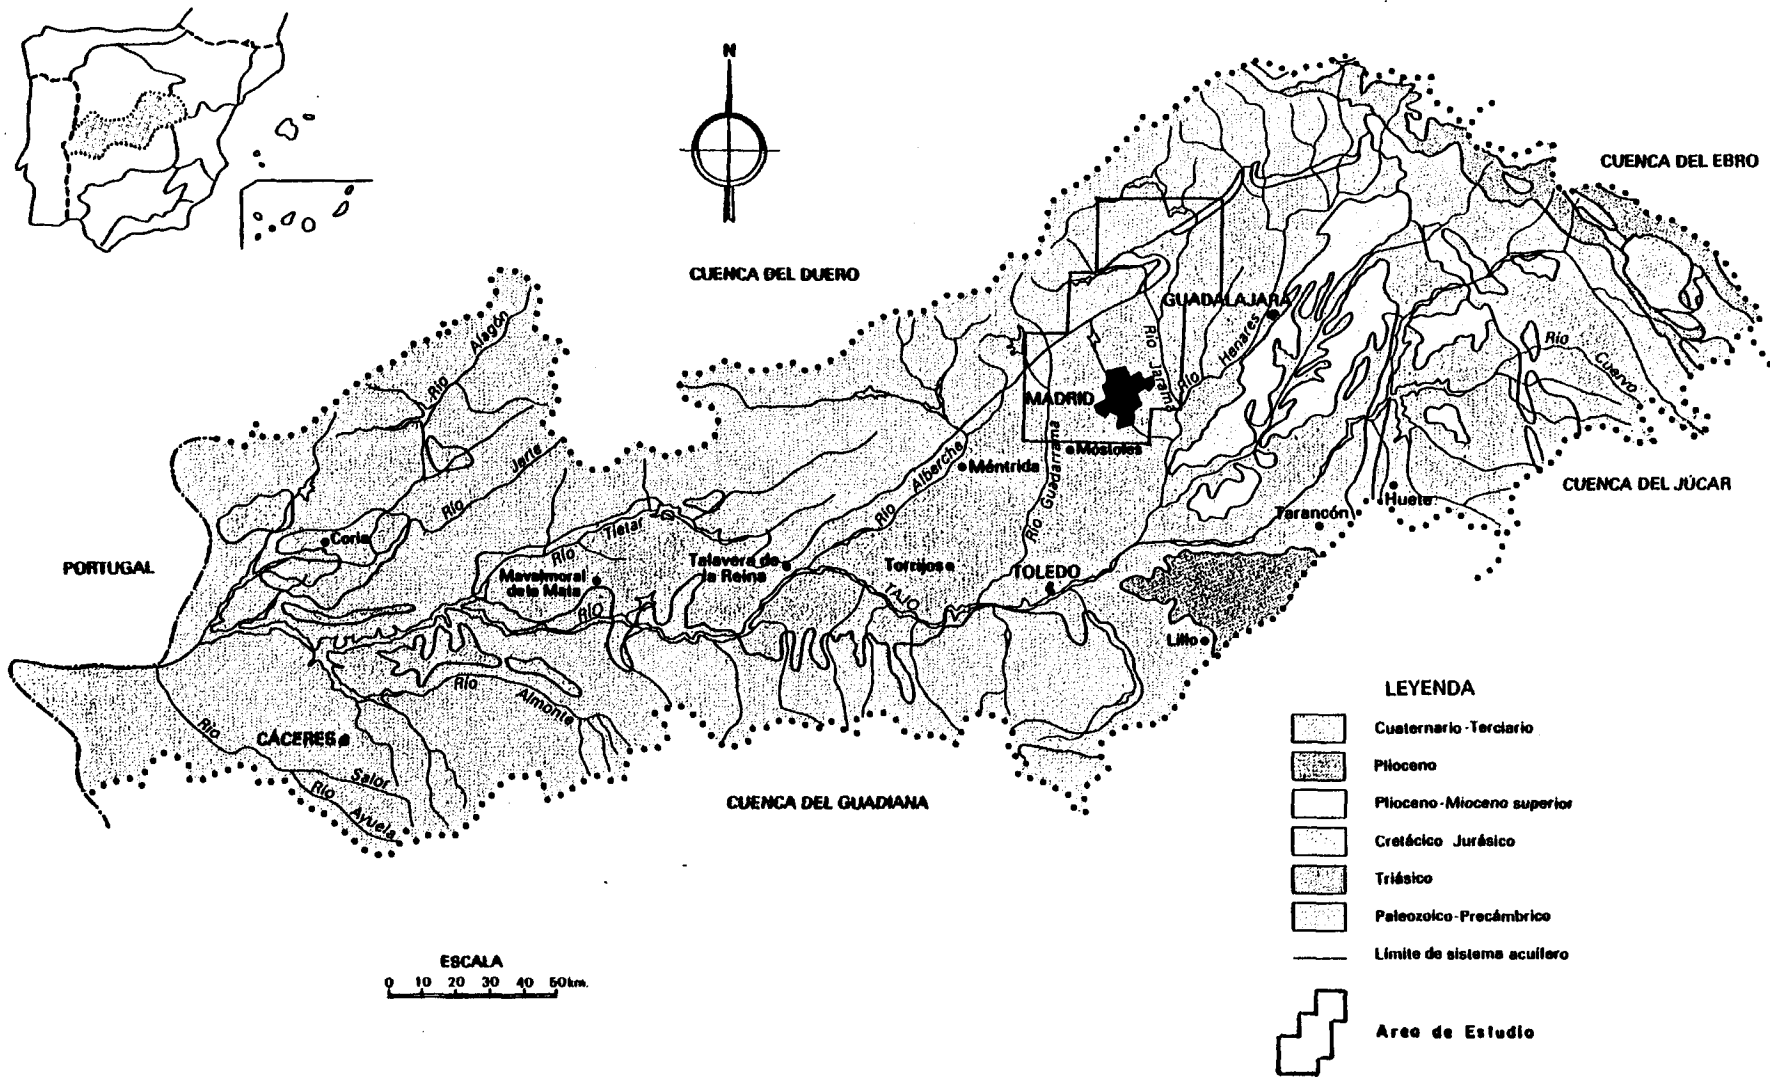 N
CUENCA DEL EBRO
CUENCA DEL DUERO
GUADALAJARA
Río Alagón
Río Jarama
Río Henares
Río Cuervo
MADRID
Río Jerte
Río Alberche
Río Guadarrama
Móstoles
Méntrida
CUENCA DEL JÚCAR
Huete
Tarancón
Coria
Río Tietar
PORTUGAL
Navalmoral
de la Mata
Talavera de
la Reina
Torrijos
TOLEDO
Río TAJO
Lillo
Río Almonte
CÁCERES
Río Salor
Río Ayuela
CUENCA DEL GUADIANA
LEYENDA
Cuaternario-Terciario
Plioceno
Plioceno-Mioceno superior
Cretácico Jurásico
Triásico
Paleozoico-Precámbrico
Límite de sistema acuífero
Area de Estudio
ESCALA
0 10 20 30 40 50 km.